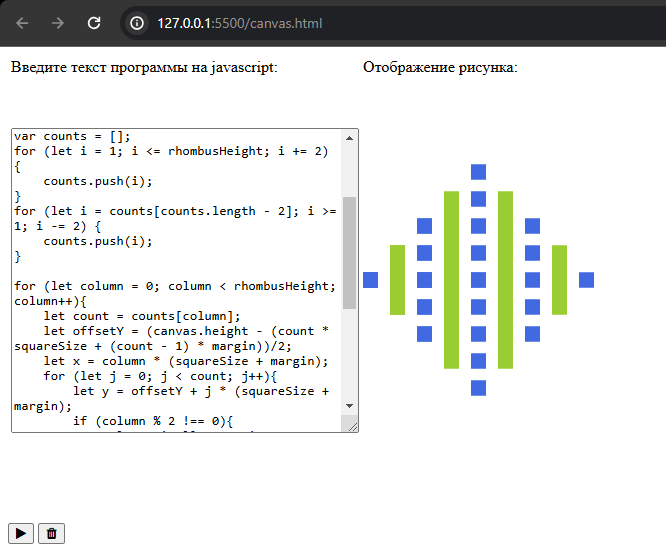 127.0.0.1:5500/canvas.html
Введите текст программы на javascript:
Отображение рисунка:
var counts = [];
for (let i = 1; i <= rhombusHeight; i += 2)
{
    counts.push(i);
}
for (let i = counts[counts.length - 2]; i >=
1; i -= 2) {
    counts.push(i);
}

for (let column = 0; column < rhombusHeight;
column++){
    let count = counts[column];
    let offsetY = (canvas.height - (count *
squareSize + (count - 1) * margin))/2;
    let x = column * (squareSize + margin);
    for (let j = 0; j < count; j++){
        let y = offsetY + j * (squareSize +
margin);
        if (column % 2 !== 0){